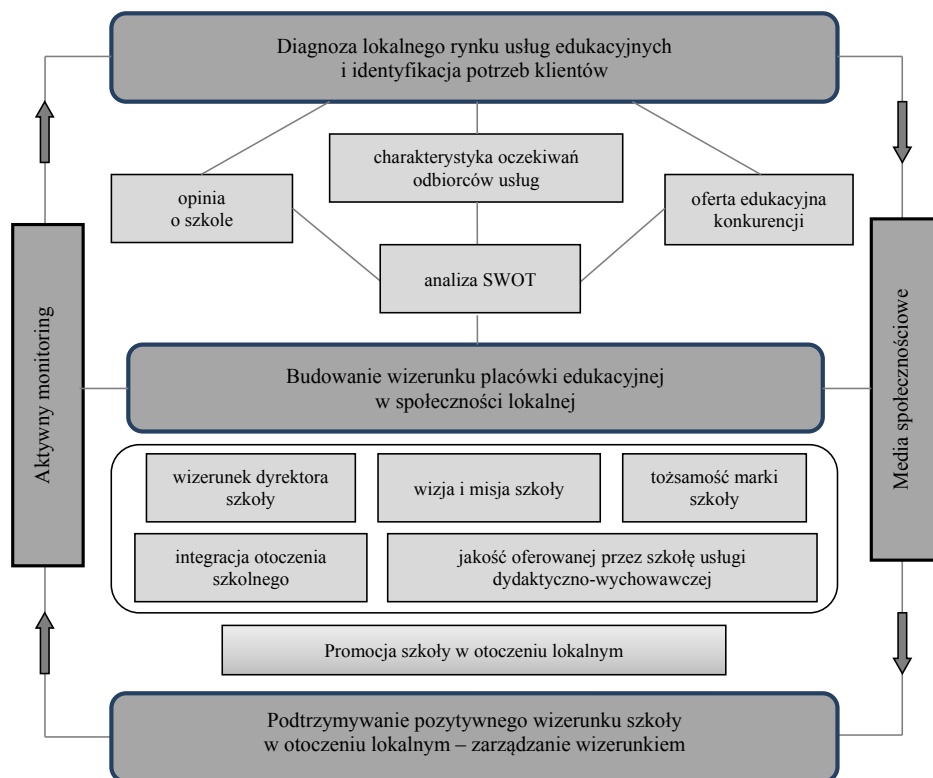 Diagnoza lokalnego rynku usług edukacyjnych
i identyfikacja potrzeb klientów
charakterystyka oczekiwań
odbiorców usług
opinia
o szkole
oferta edukacyjna
konkurencji
analiza SWOT
Aktywny monitoring
Media społecznościowe
Budowanie wizerunku placówki edukacyjnej
w społeczności lokalnej
wizerunek dyrektora
szkoły
wizja i misja szkoły
tożsamość marki
szkoły
integracja otoczenia
szkolnego
jakość oferowanej przez szkołę usługi
dydaktyczno-wychowawczej
Promocja szkoły w otoczeniu lokalnym
Podtrzymywanie pozytywnego wizerunku szkoły
w otoczeniu lokalnym – zarządzanie wizerunkiem